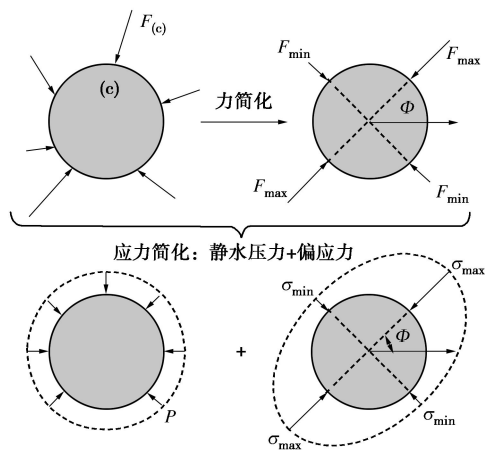 F(c)
(c)
力简化
Fmin
Fmax
Φ
Fmax
Fmin
应力简化：静水压力+偏应力
P
+
σmin
σmax
Φ
σmax
σmin